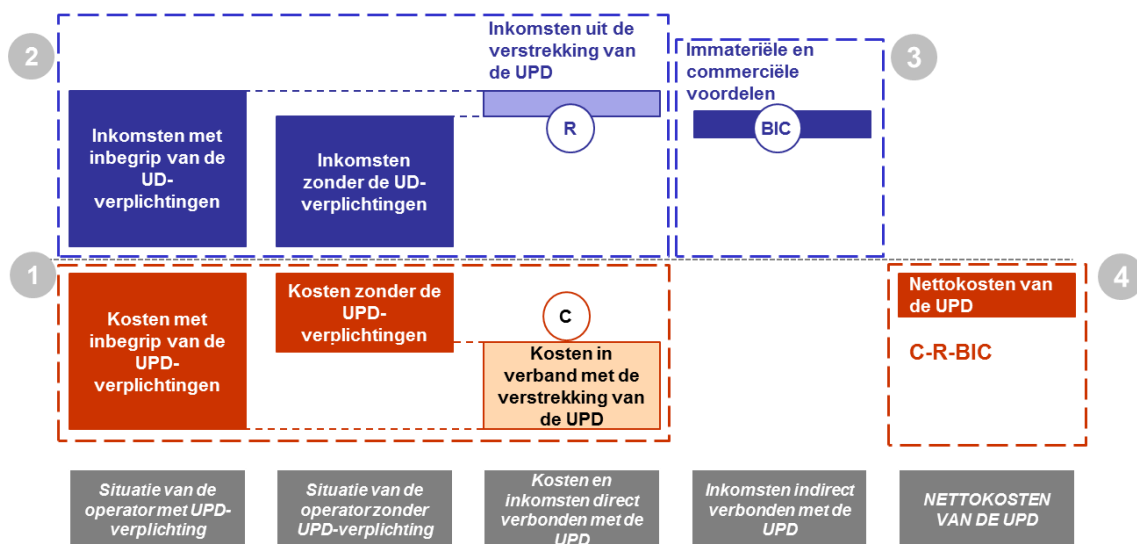 2
Inkomsten uit de
verstrekking van
de UPD
Immateriële en
commerciële
voordelen
3
Inkomsten met
inbegrip van de
UD-
verplichtingen
Inkomsten
zonder de UD-
verplichtingen
R
BIC
1
Kosten met
inbegrip van de
UPD-
verplichtingen
Kosten zonder de
UPD-
verplichtingen
C
Kosten in
verband met de
verstrekking van
de UPD
Nettokosten van
de UPD
C-R-BIC
4
Situatie van de
operator met UPD-
verplichting
Situatie van de
operator zonder
UPD-verplichting
Kosten en
inkomsten direct
verbonden met de
UPD
Inkomsten indirect
verbonden met de
UPD
NETTOKOSTEN
VAN DE UPD